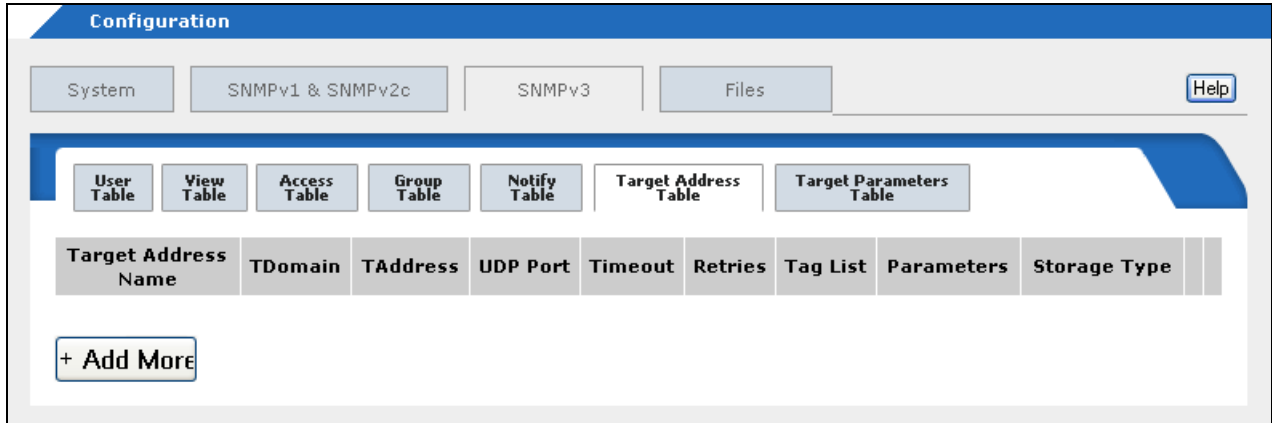 Configuration
System SNMPv1 & SNMPv2c SNMPv3 Files Help
User Table View Table Access Table Group Table Notify Table Target Address Table Target Parameters Table
Target Address Name TDomain TAddress UDP Port Timeout Retries Tag List Parameters Storage Type
+ Add More